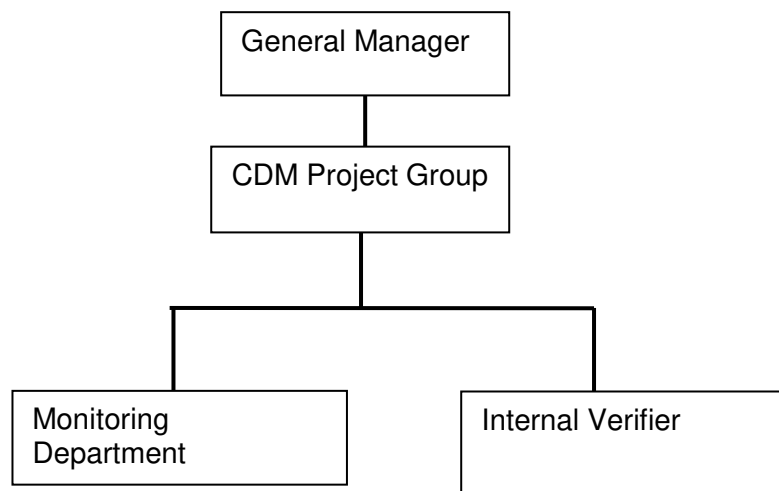 General Manager
CDM Project Group
Monitoring
Department
Internal Verifier